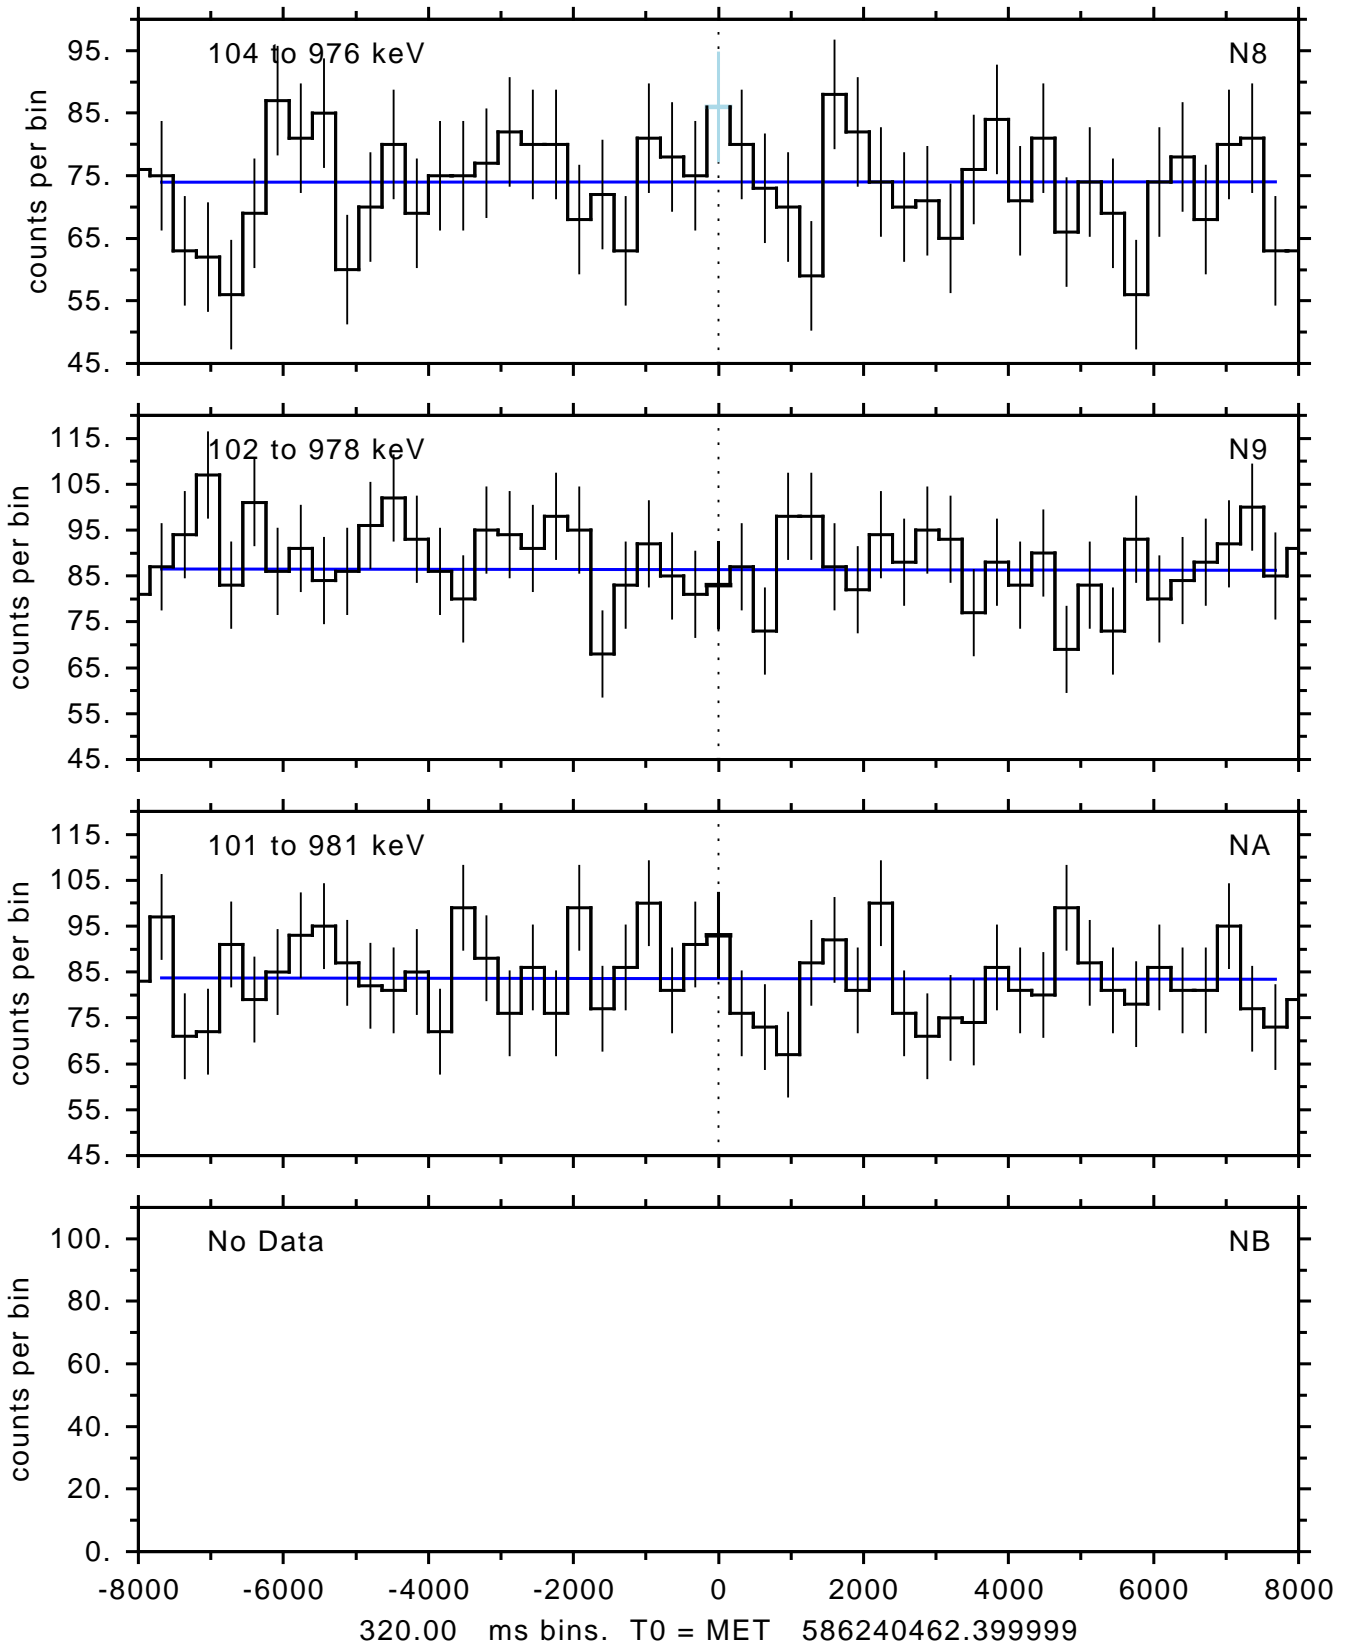 104 to 976 keV N8
95.
85.
75.
65.
55.
45.
counts per bin
102 to 978 keV N9
115.
105.
95.
85.
75.
65.
55.
45.
counts per bin
101 to 981 keV NA
115.
105.
95.
85.
75.
65.
55.
45.
counts per bin
No Data NB
100.
80.
60.
40.
20.
0.
counts per bin
-8000 -6000 -4000 -2000 0 2000 4000 6000 8000
320.00 ms bins. T0 = MET 586240462.399999